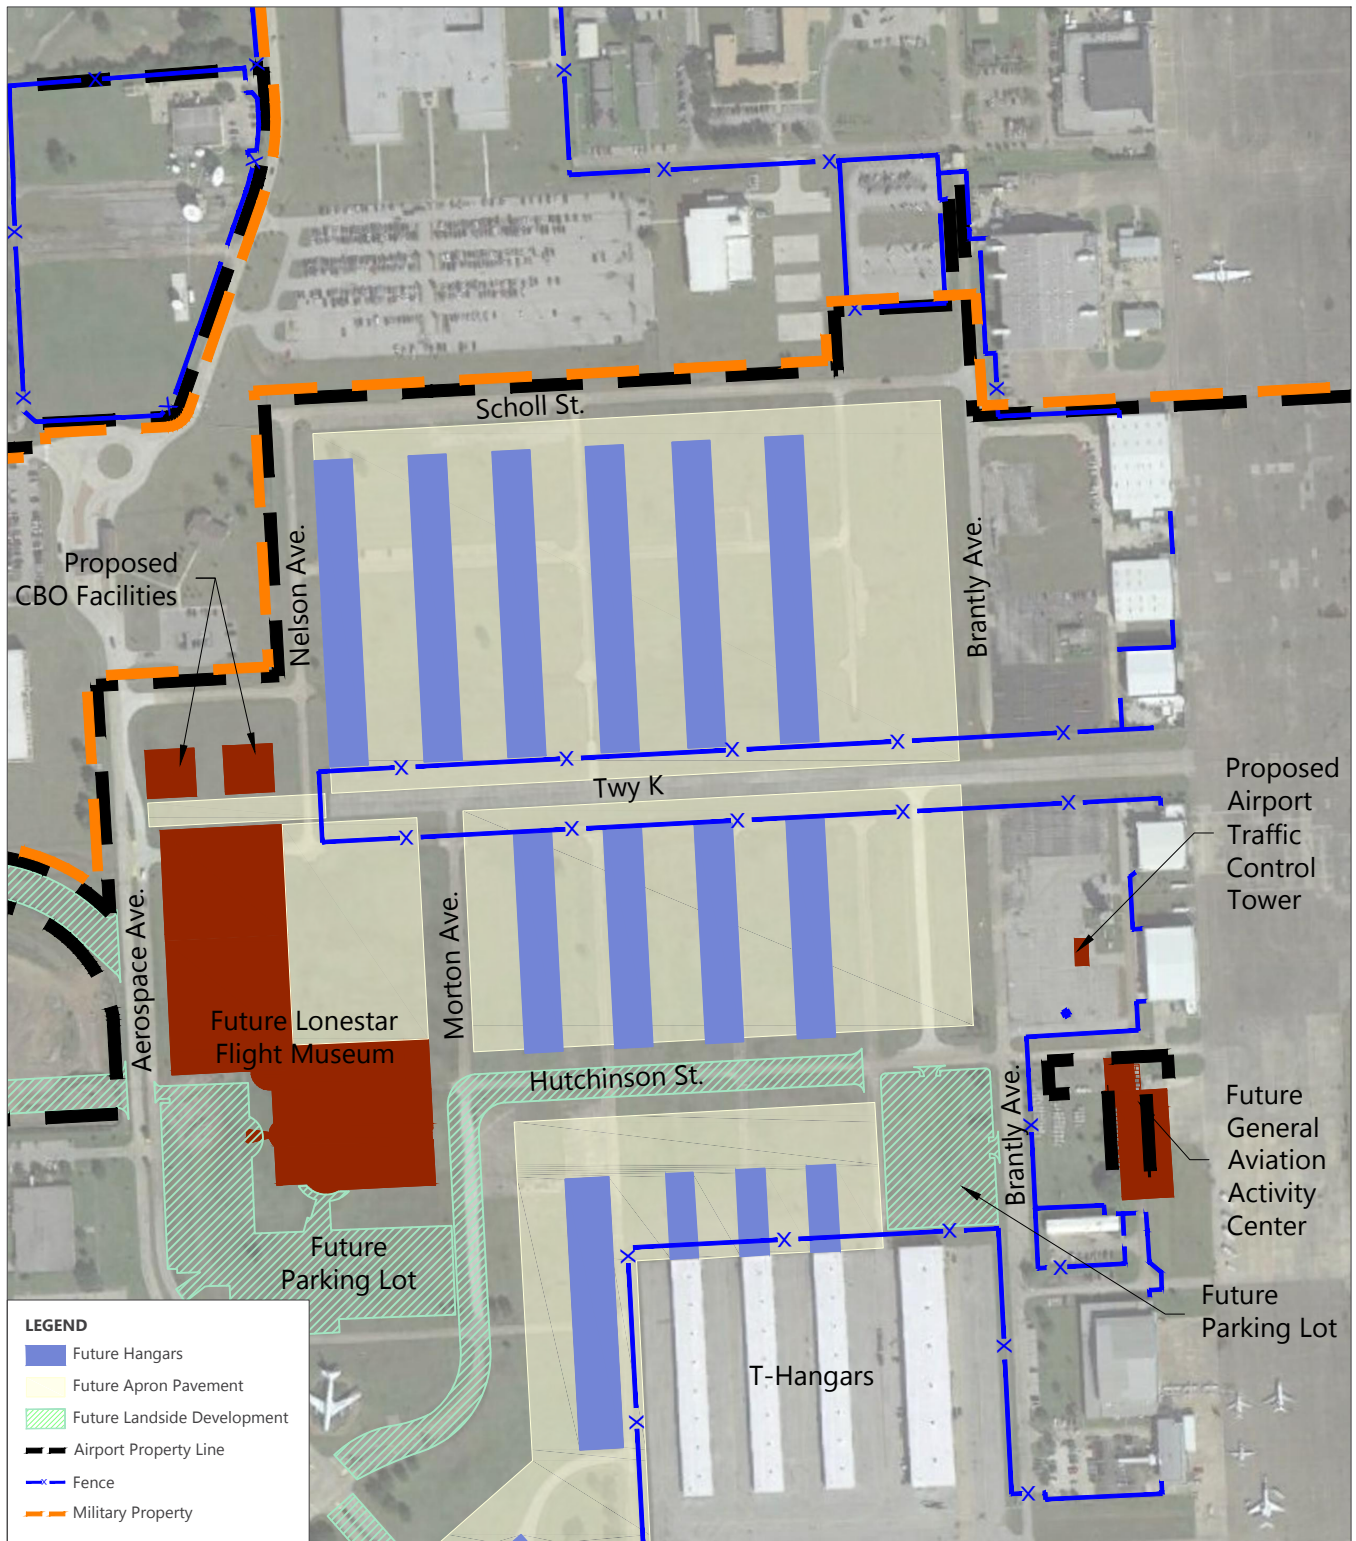 Scholl St.
Nelson Ave.
Brantly Ave.
Proposed
CBO Facilities
Twy K
Proposed
Airport
Traffic
Control
Tower
Aerospace Ave.
Morton Ave.
Future Lonestar
Flight Museum
Hutchinson St.
Brantly Ave.
Future
General
Aviation
Activity
Center
Future
Parking Lot
Future
Parking Lot
T-Hangars
LEGEND
Future Hangars
Future Apron Pavement
Future Landside Development
Airport Property Line
Fence
Military Property